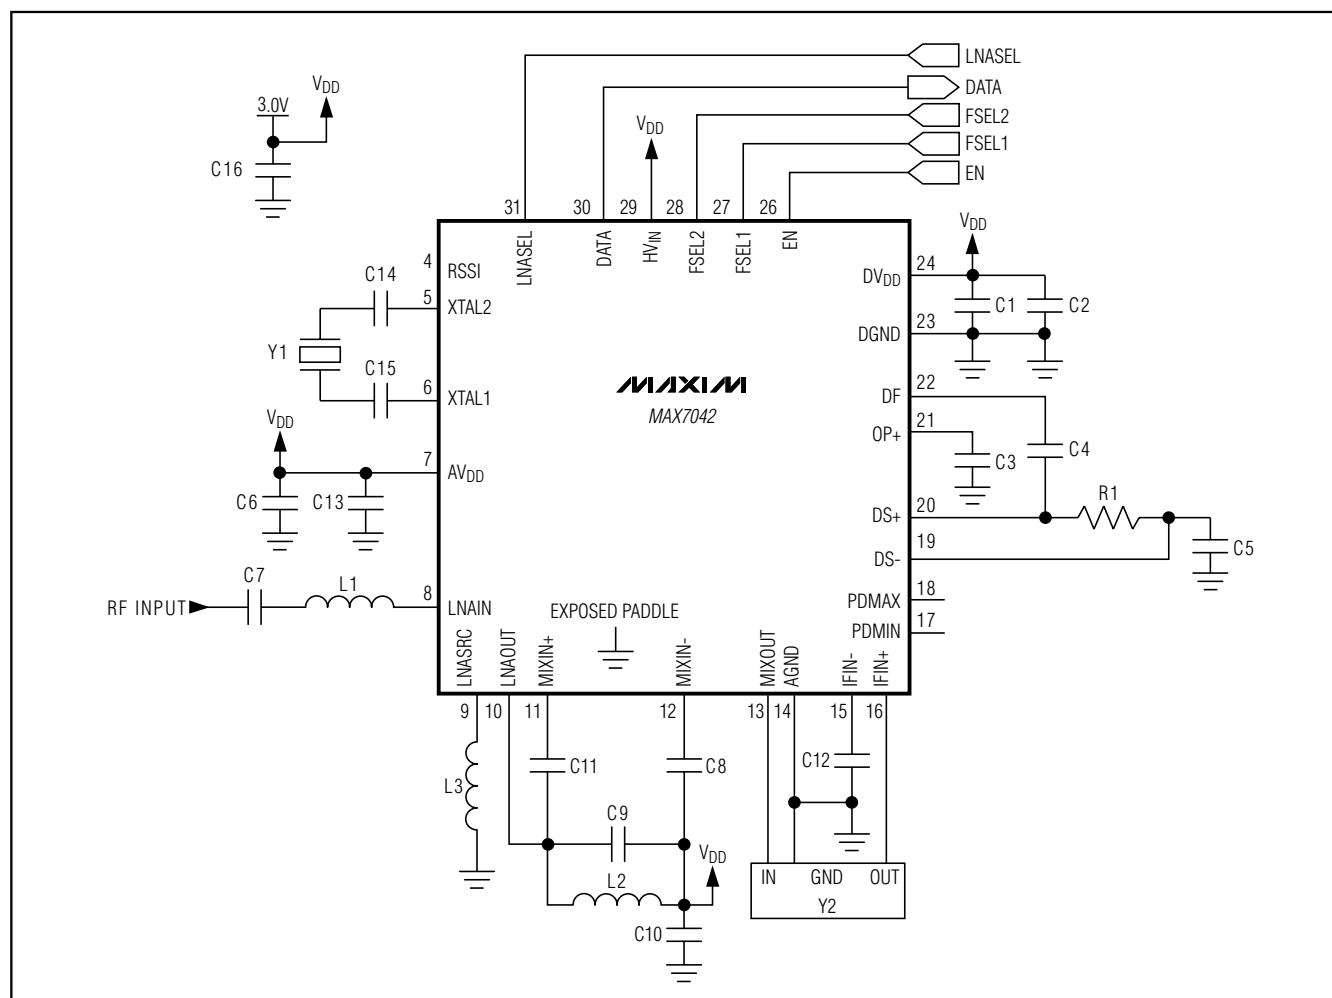 LNASEL
DATA
FSEL2
FSEL1
EN
VDD
3.0V
C16
VDD
31
30
29
28
27
26
LNASEL
DATA
HVIN
FSEL2
FSEL1
EN
VDD
4
RSSI
C14
5
XTAL2
Y1
C15
6
XTAL1
VDD
7
AVDD
C6
C13
C7
L1
RF INPUT
8
LNAIN
MAXIM
MAX7042
24
DVDD
C1
C2
23
DGND
22
DF
21
OP+
C3
C4
R1
20
DS+
19
DS-
C5
18
PDMAX
17
PDMIN
EXPOSED PADDLE
LNASRC
LNAOUT
MIXIN+
MIXIN-
MIXOUT
AGND
IFIN-
IFIN+
9
10
11
12
13
14
15
16
L3
C11
C8
C12
C9
VDD
L2
C10
IN
GND
OUT
Y2